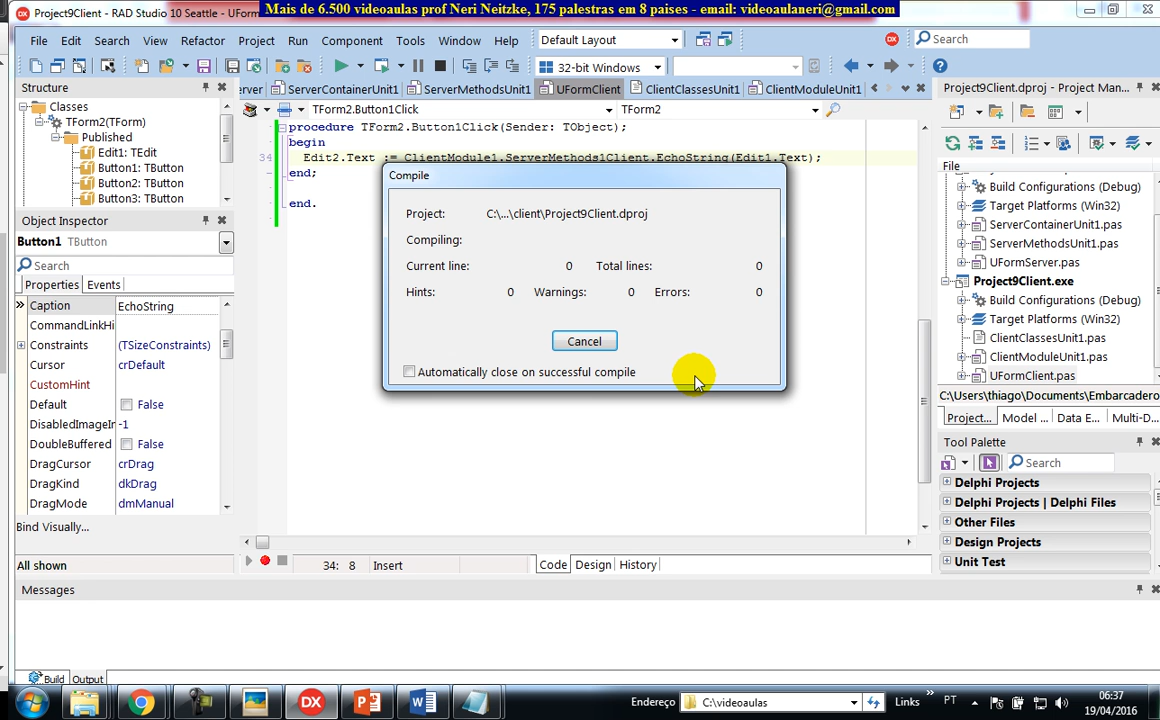 Mais de 6.500 videoaulas prof Neri Neitzke, 175 palestras em 8 paises - email: videoaulaneri@gmail.com
Project9Client - RAD Studio 10 Seattle - UForm
File Edit Search View Refactor Project Run Component Tools Window Help Default Layout Search
32-bit Windows
Structure
erver ServerContainerUnit1 ServerMethodsUnit1 UFormClient ClientClassesUnit1 ClientModuleUnit1
Project9Client.dproj - Project Man...
Classes
TForm2(TForm)
Published
Edit1: TEdit
Button1: TButton
Button2: TButton
Button3: TButton
TForm2.Button1Click TForm2
procedure TForm2.Button1Click(Sender: TObject);
begin
34 Edit2.Text := ClientModule1.ServerMethods1Client.EchoString(Edit1.Text);
end;
end.
Compile
Project: C:\...\client\Project9Client.dproj
Compiling:
Current line: 0 Total lines: 0
Hints: 0 Warnings: 0 Errors: 0
Cancel
Automatically close on successful compile
Object Inspector
Button1 TButton
Search
Properties Events
Caption EchoString
CommandLinkHi
Constraints (TSizeConstraints)
Cursor crDefault
CustomHint
Default False
DisabledImageIr -1
DoubleBuffered False
DragCursor crDrag
DragKind dkDrag
DragMode dmManual
Bind Visually...
All shown
34: 8 Insert Code Design History
File
Build Configurations (Debug)
Target Platforms (Win32)
ServerContainerUnit1.pas
ServerMethodsUnit1.pas
UFormServer.pas
Project9Client.exe
Build Configurations (Debug)
Target Platforms (Win32)
ClientClassesUnit1.pas
ClientModuleUnit1.pas
UFormClient.pas
C:\Users\thiago\Documents\Embarcadero
Project... Model ... Data E... Multi-D...
Tool Palette
Search
Delphi Projects
Delphi Projects | Delphi Files
Other Files
Design Projects
Unit Test
Messages
Build Output
Endereço C:\videoaulas Links PT
06:37
19/04/2016